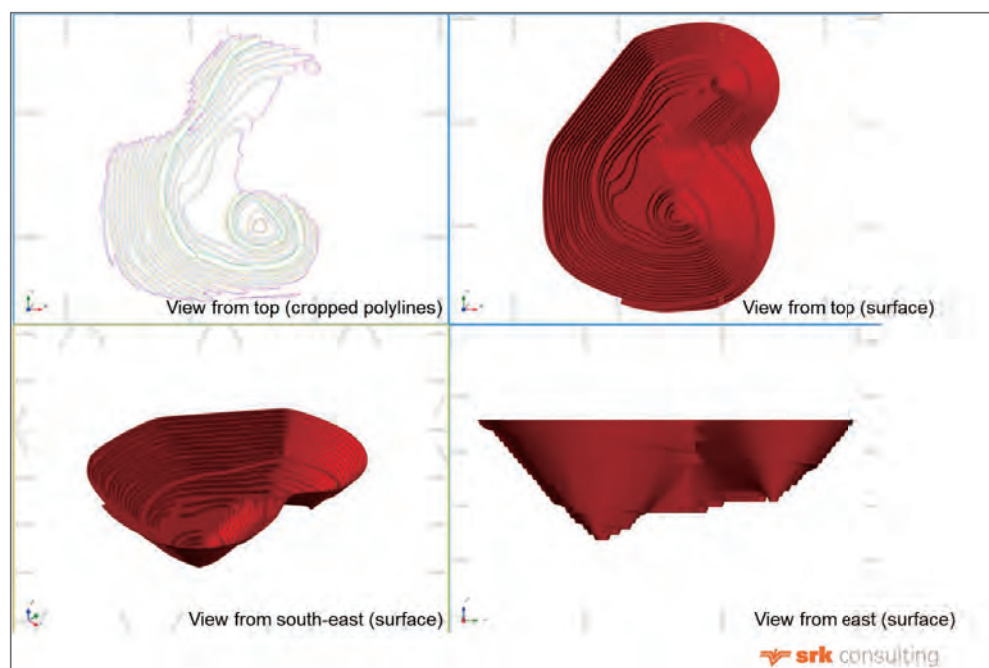 View from top (cropped polylines)
View from top (surface)
View from south-east (surface)
View from east (surface)
srk consulting